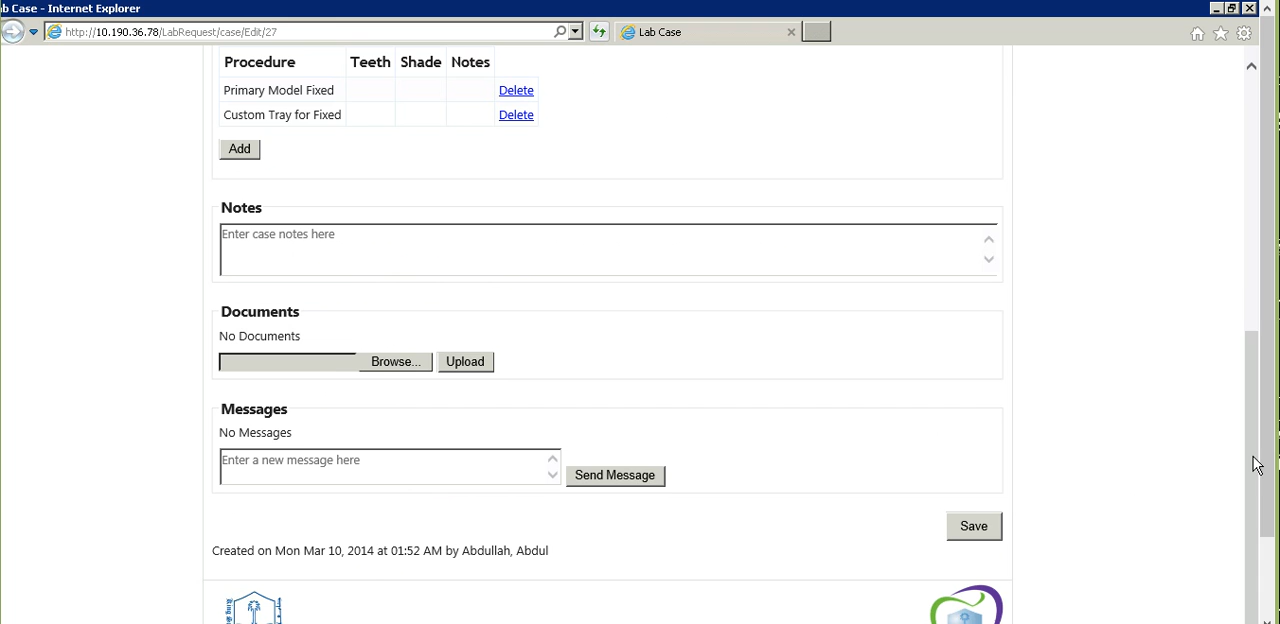 b Case - Internet Explorer
http://10.190.36.78/LabRequest/case/Edit/27
Lab Case
Procedure Teeth Shade Notes
Primary Model Fixed Delete
Custom Tray for Fixed Delete
Add
Notes
Enter case notes here
Documents
No Documents
Browse... Upload
Messages
No Messages
Enter a new message here
Send Message
Save
Created on Mon Mar 10, 2014 at 01:52 AM by Abdullah, Abdul